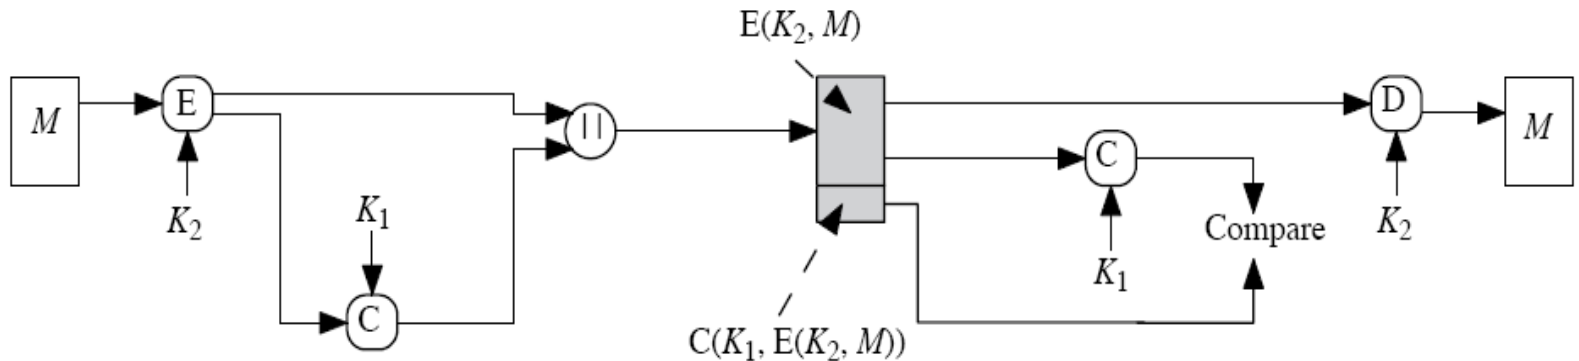 E(K₂, M)
M
E
||
D
M
C
K₂
K₁
Compare
K₂
K₁
C
C(K₁, E(K₂, M))